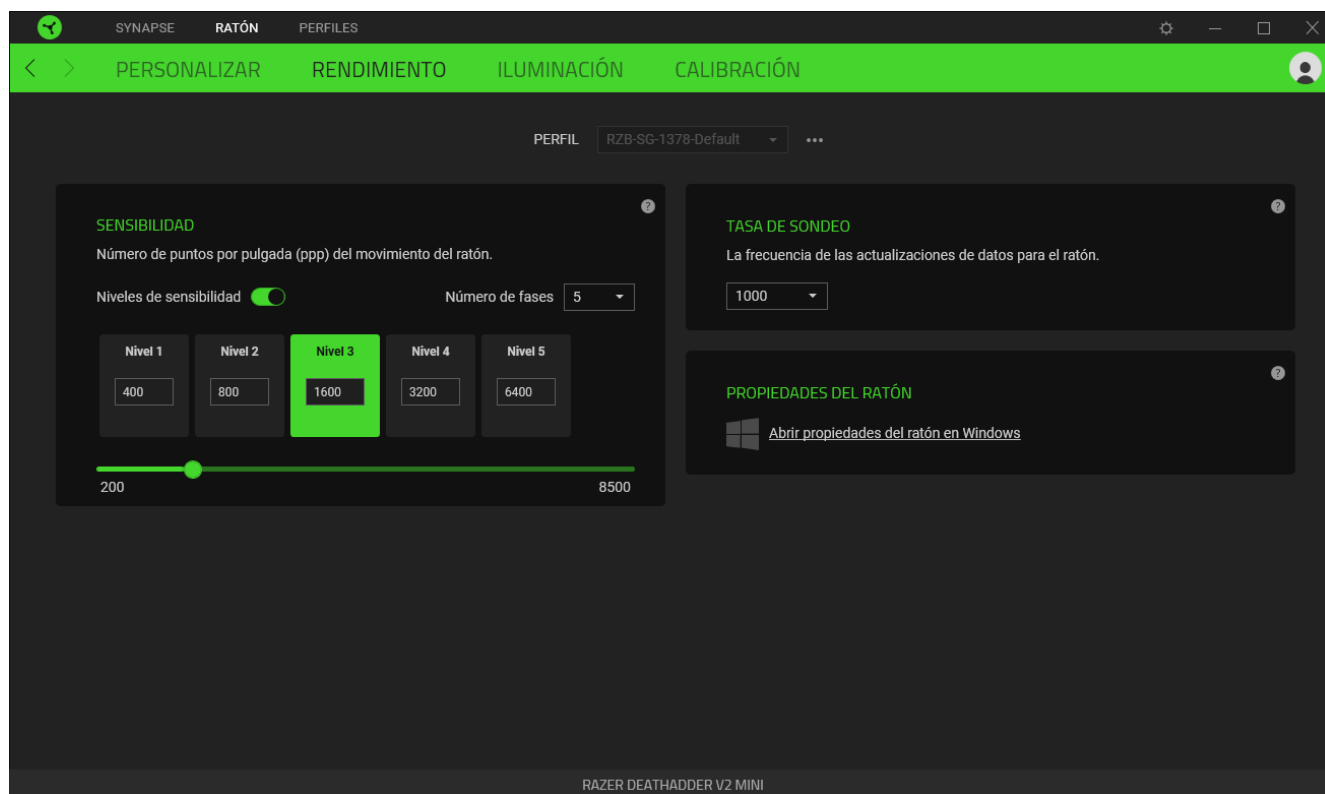 SYNAPSE RATÓN PERFILES
PERSONALIZAR RENDIMIENTO ILUMINACIÓN CALIBRACIÓN
PERFIL RZB-SG-1378-Default
SENSIBILIDAD
Número de puntos por pulgada (ppp) del movimiento del ratón.
Niveles de sensibilidad Número de fases 5
Nivel 1 Nivel 2 Nivel 3 Nivel 4 Nivel 5
400 800 1600 3200 6400
200 8500
TASA DE SONDEO
La frecuencia de las actualizaciones de datos para el ratón.
1000
PROPIEDADES DEL RATÓN
Abrir propiedades del ratón en Windows
RAZER DEATHADDER V2 MINI